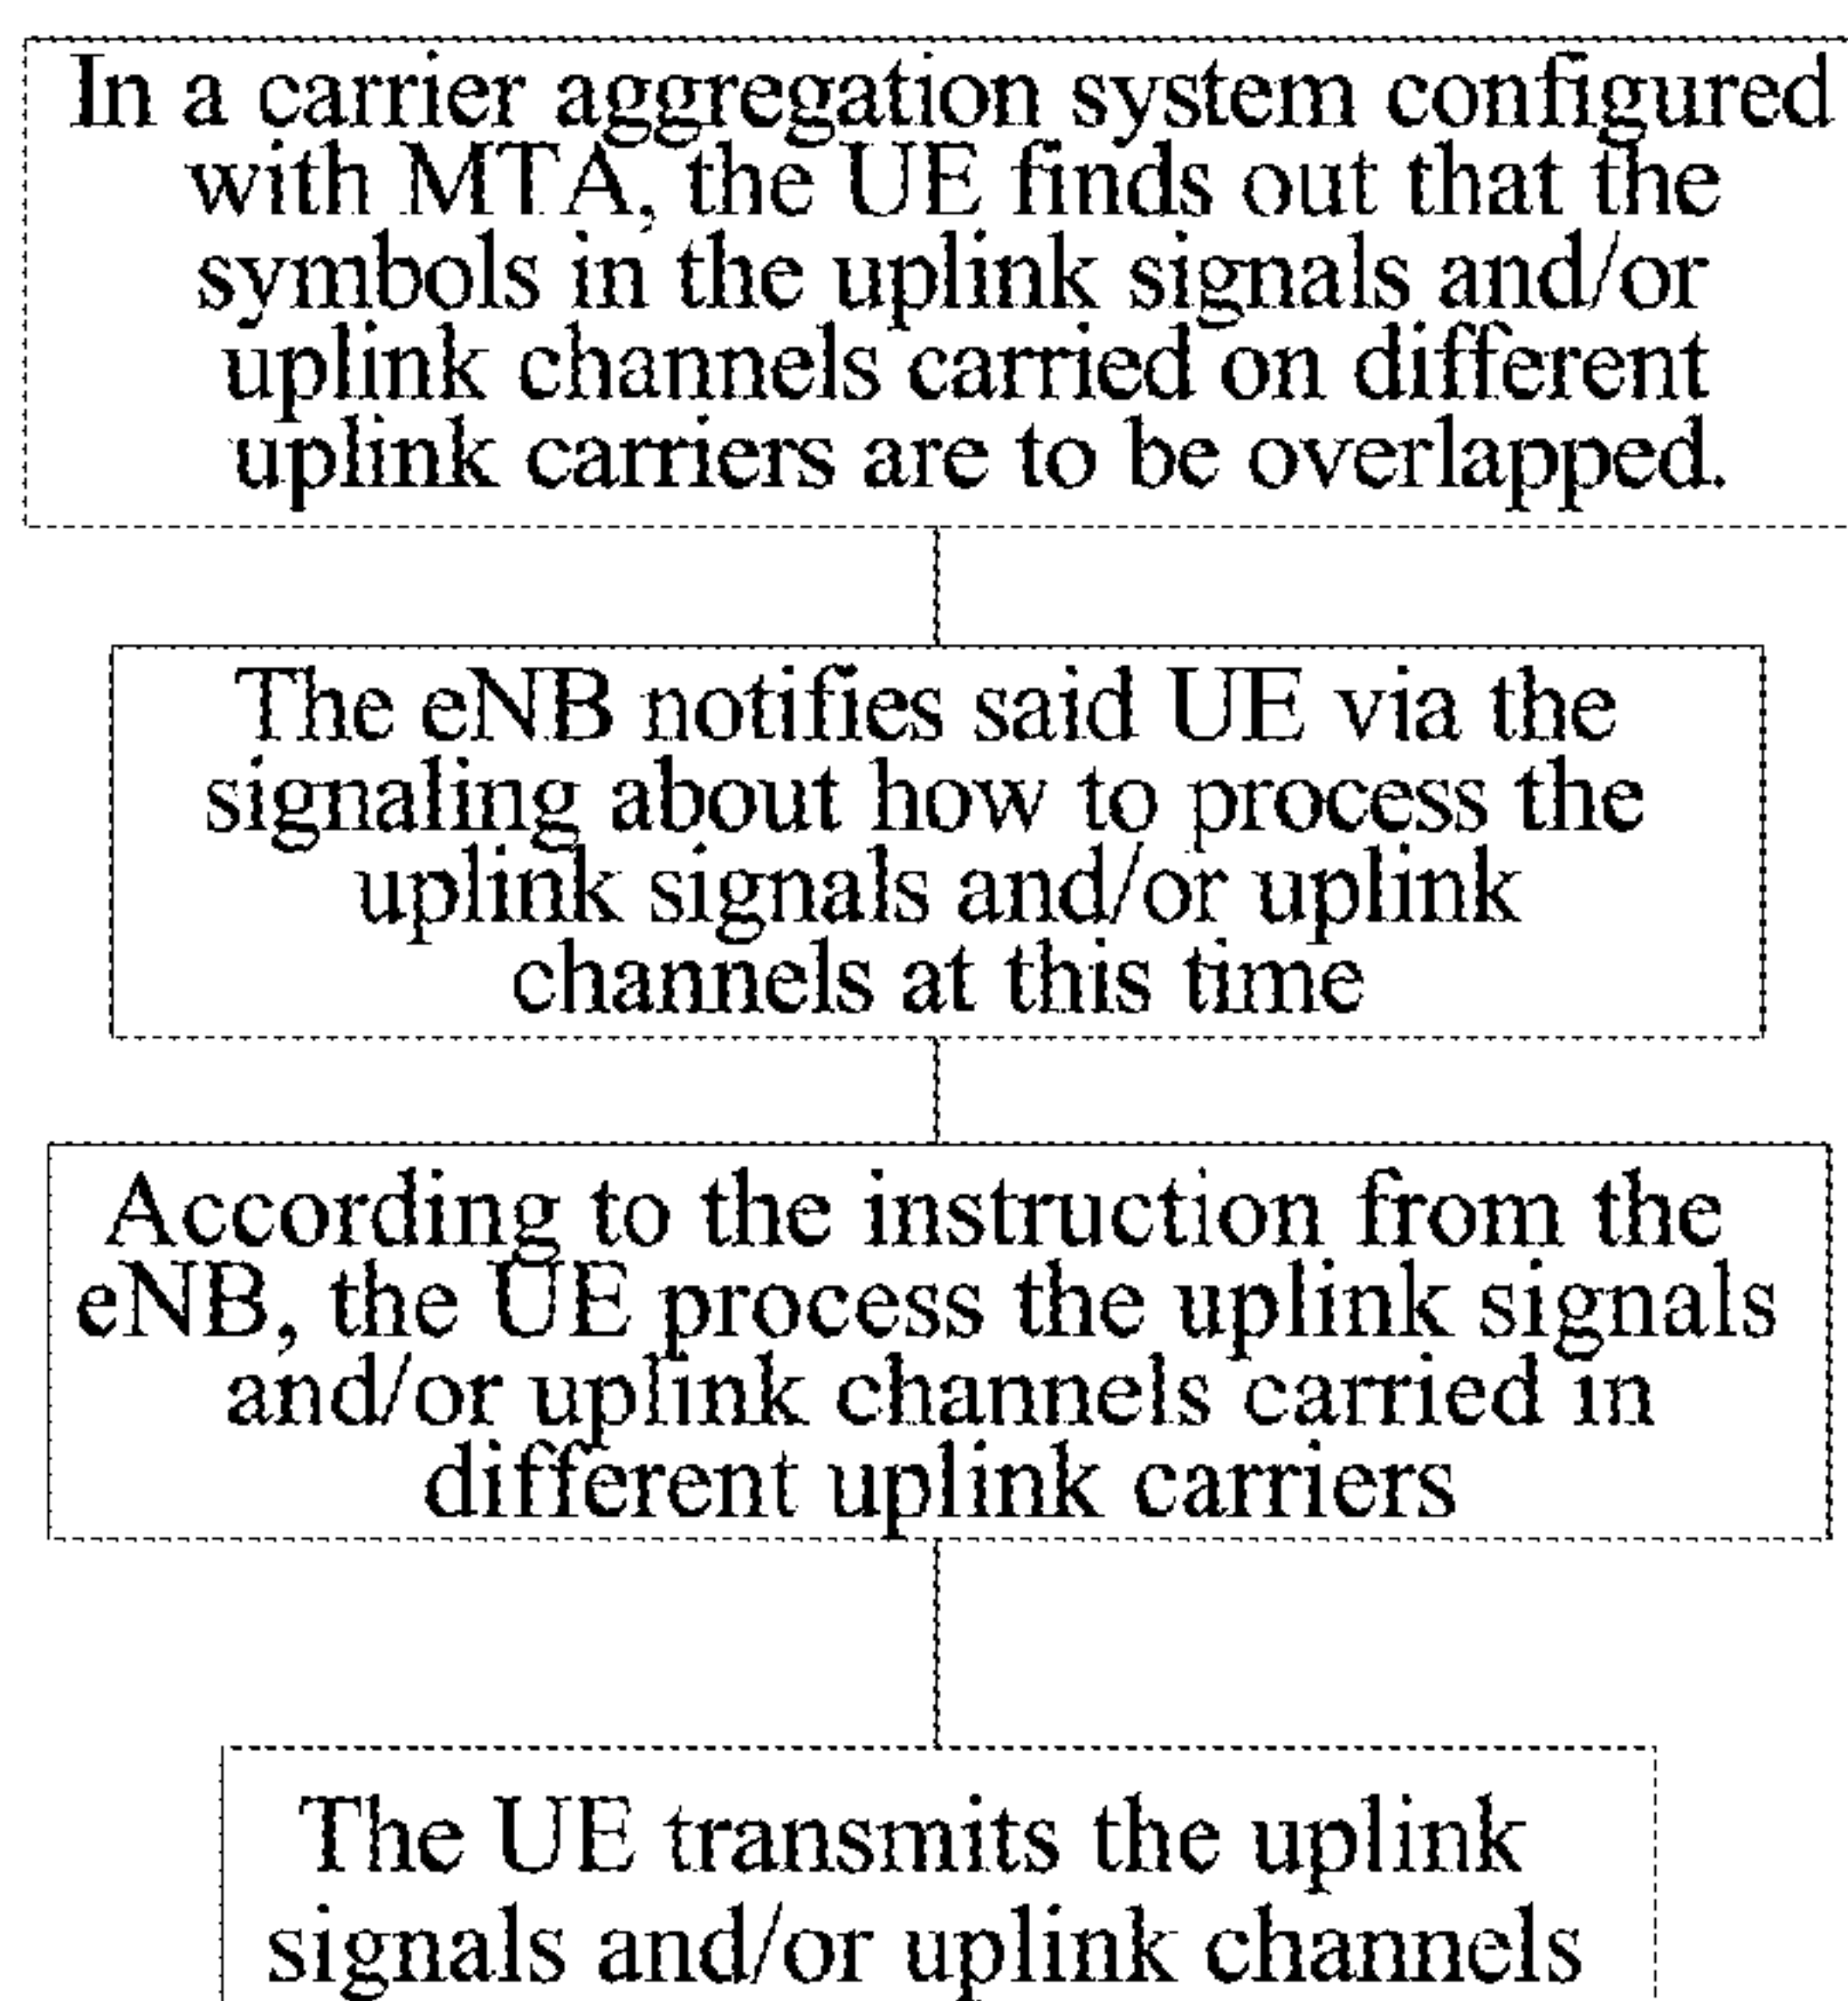 In a carrier aggregation system configured
with MTA, the UE finds out that the
symbols in the uplink signals and/or
uplink channels carried on different
uplink carriers are to be overlapped.
The eNB notifies said UE via the
signaling about how to process the
uplink signals and/or uplink
channels at this time
According to the instruction from the
eNB, the UE process the uplink signals
and/or uplink channels carried in
different uplink carriers
The UE transmits the uplink
signals and/or uplink channels